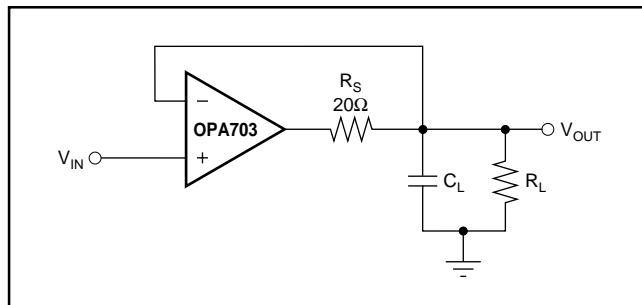 R_S
20Ω
−
OPA703
+
V_IN
V_OUT
C_L
R_L